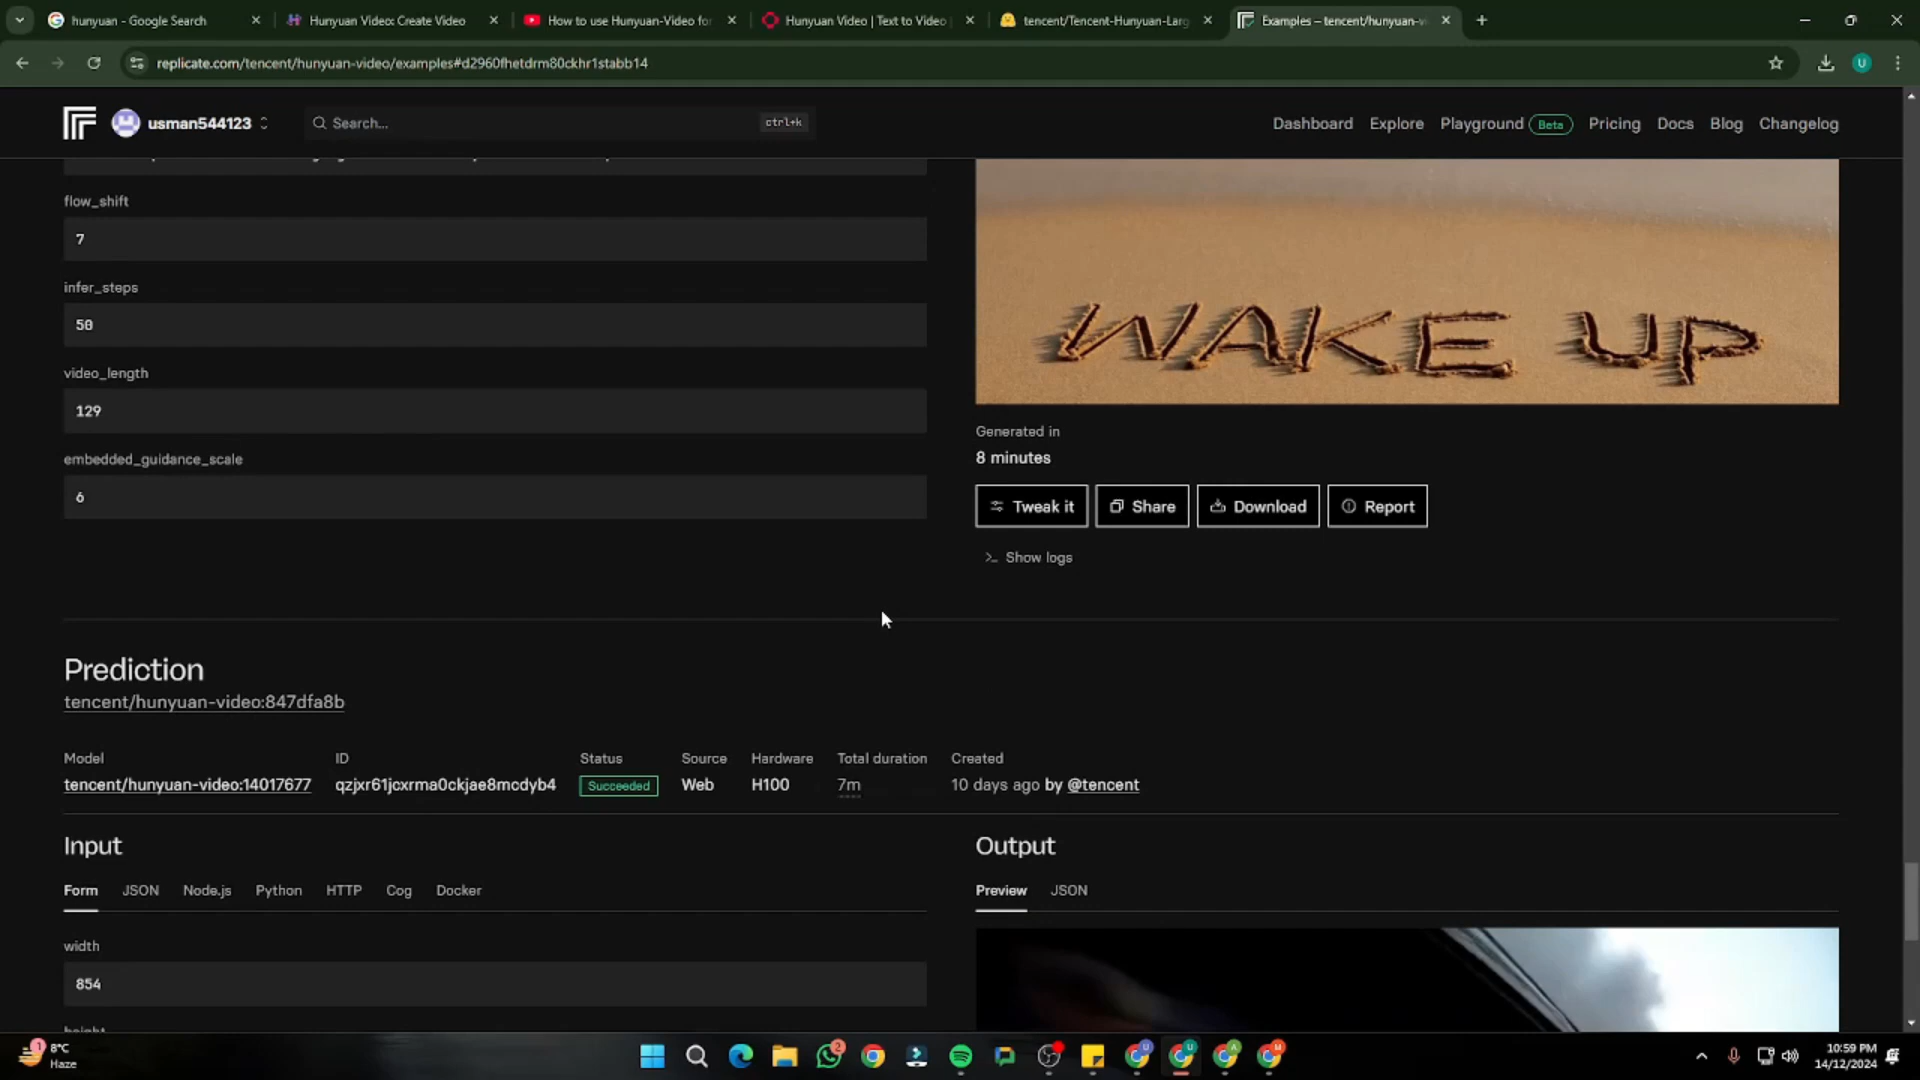 hunyuan - Google Search
Hunyuan Video: Create Video
How to use Hunyuan-Video for
Hunyuan Video | Text to Video
tencent/Tencent-Hunyuan-Larg
Examples – tencent/hunyuan-vi
replicate.com/tencent/hunyuan-video/examples#d2960fhetdrm80ckhr1stabb14
U
usman544123
Search...
ctrl+k
Dashboard
Explore
Playground
Beta
Pricing
Docs
Blog
Changelog
flow_shift
7
infer_steps
50
video_length
129
embedded_guidance_scale
6
WAKE UP
Generated in
8 minutes
Tweak it
Share
Download
Report
>_ Show logs
Prediction
tencent/hunyuan-video:847dfa8b
Model
tencent/hunyuan-video:14017677
ID
qzjxr61jcxrma0ckjae8mcdyb4
Status
Succeeded
Source
Web
Hardware
H100
Total duration
7m
Created
10 days ago by @tencent
Input
Form
JSON
Node.js
Python
HTTP
Cog
Docker
width
854
height
Output
Preview
JSON
1
8°C
Haze
2
U
U
A
M
10:59 PM
14/12/2024